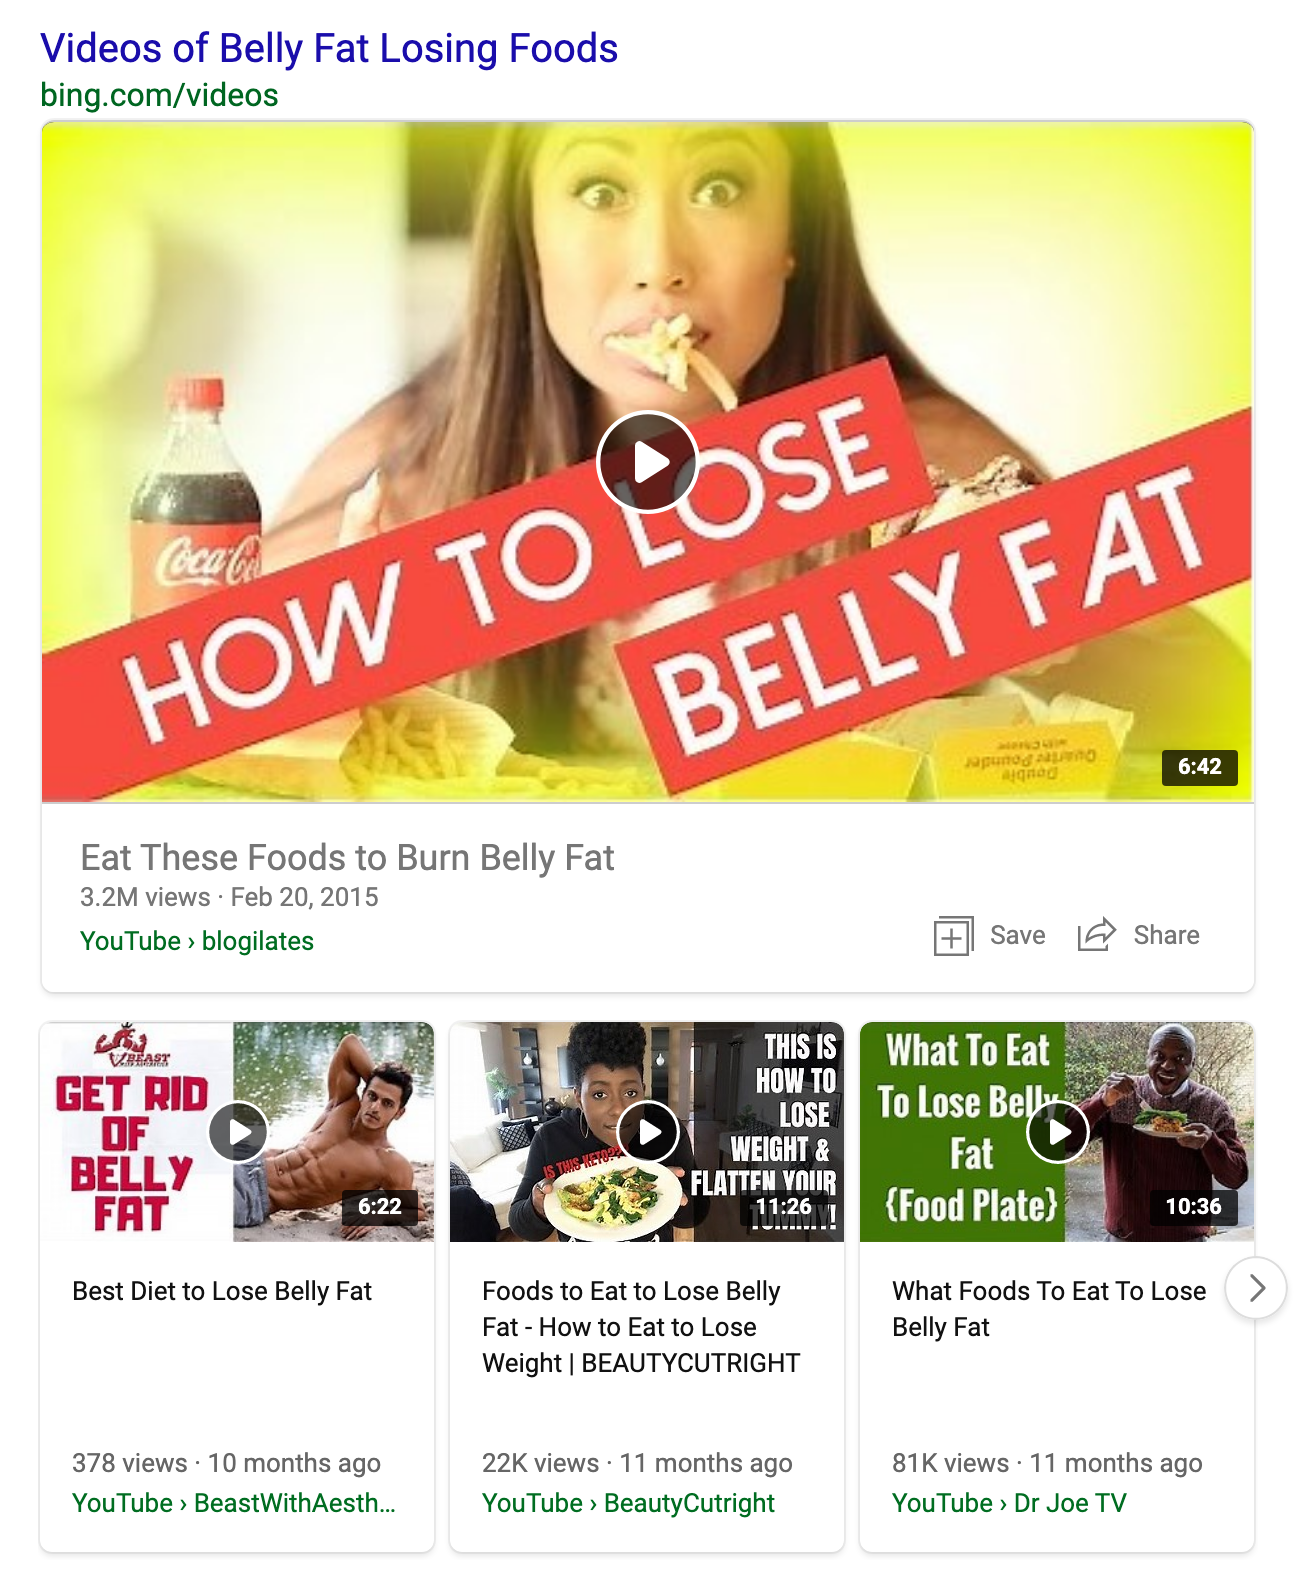 Videos of Belly Fat Losing Foods
bing.com/videos
Coca-Co
HOW TO LOSE
BELLY FAT
Double
Quarter Pounder
with Cheese
6:42
Eat These Foods to Burn Belly Fat
3.2M views · Feb 20, 2015
YouTube › blogilates
Save
Share
BEAST
GET RID
OF
BELLY
FAT
6:22
Best Diet to Lose Belly Fat
378 views · 10 months ago
YouTube › BeastWithAesth...
THIS IS
HOW TO
LOSE
WEIGHT &
FLATTEN YOUR
TUMMY!
IS THIS KETO??
11:26
Foods to Eat to Lose Belly
Fat - How to Eat to Lose
Weight | BEAUTYCUTRIGHT
22K views · 11 months ago
YouTube › BeautyCutright
What To Eat
To Lose Belly
Fat
{Food Plate}
10:36
What Foods To Eat To Lose
Belly Fat
81K views · 11 months ago
YouTube › Dr Joe TV